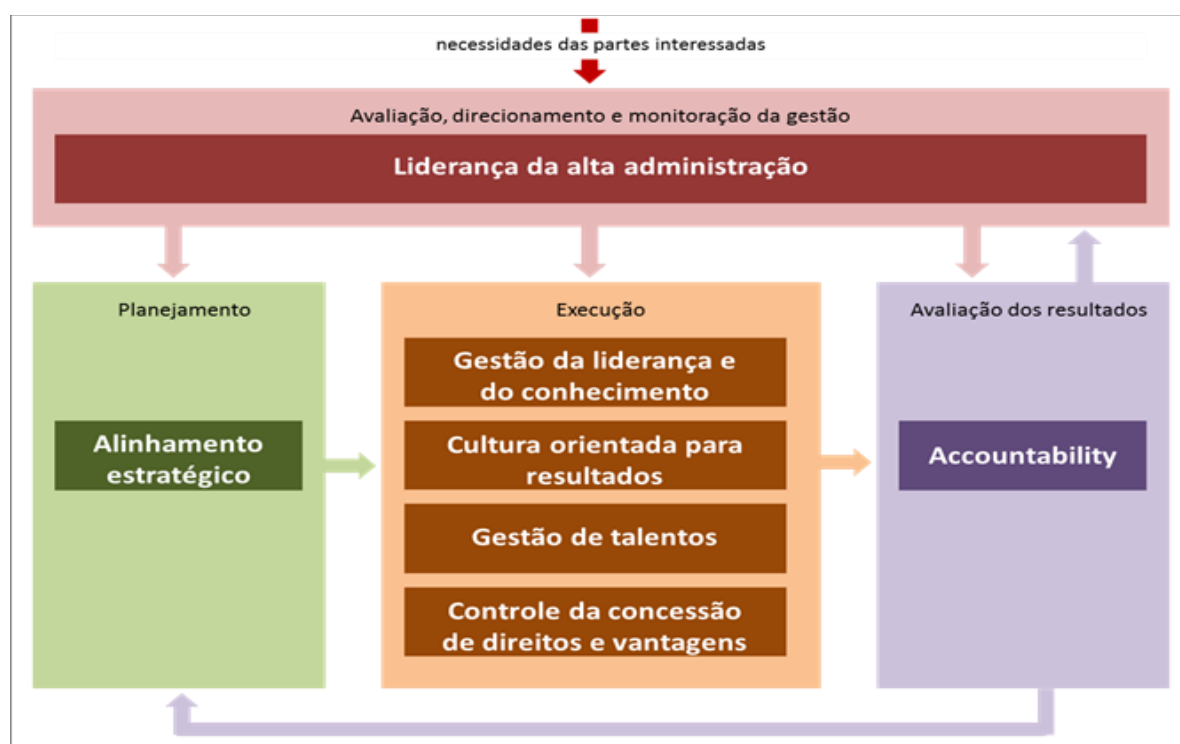 necessidades das partes interessadas
Avaliação, direcionamento e monitoração da gestão
Liderança da alta administração
Planejamento
Alinhamento
estratégico
Execução
Gestão da liderança e
do conhecimento
Cultura orientada para
resultados
Gestão de talentos
Controle da concessão
de direitos e vantagens
Avaliação dos resultados
Accountability